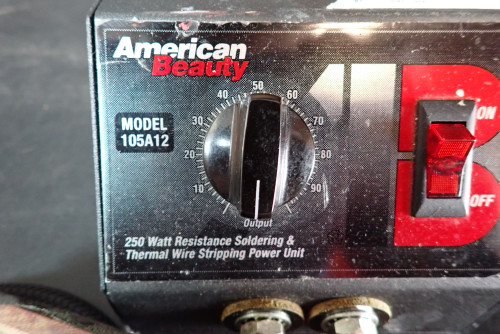 American
Beauty
MODEL
105A12
10
20
30
40
50
60
70
80
90
Output
ON
OFF
250 Watt Resistance Soldering &
Thermal Wire Stripping Power Unit